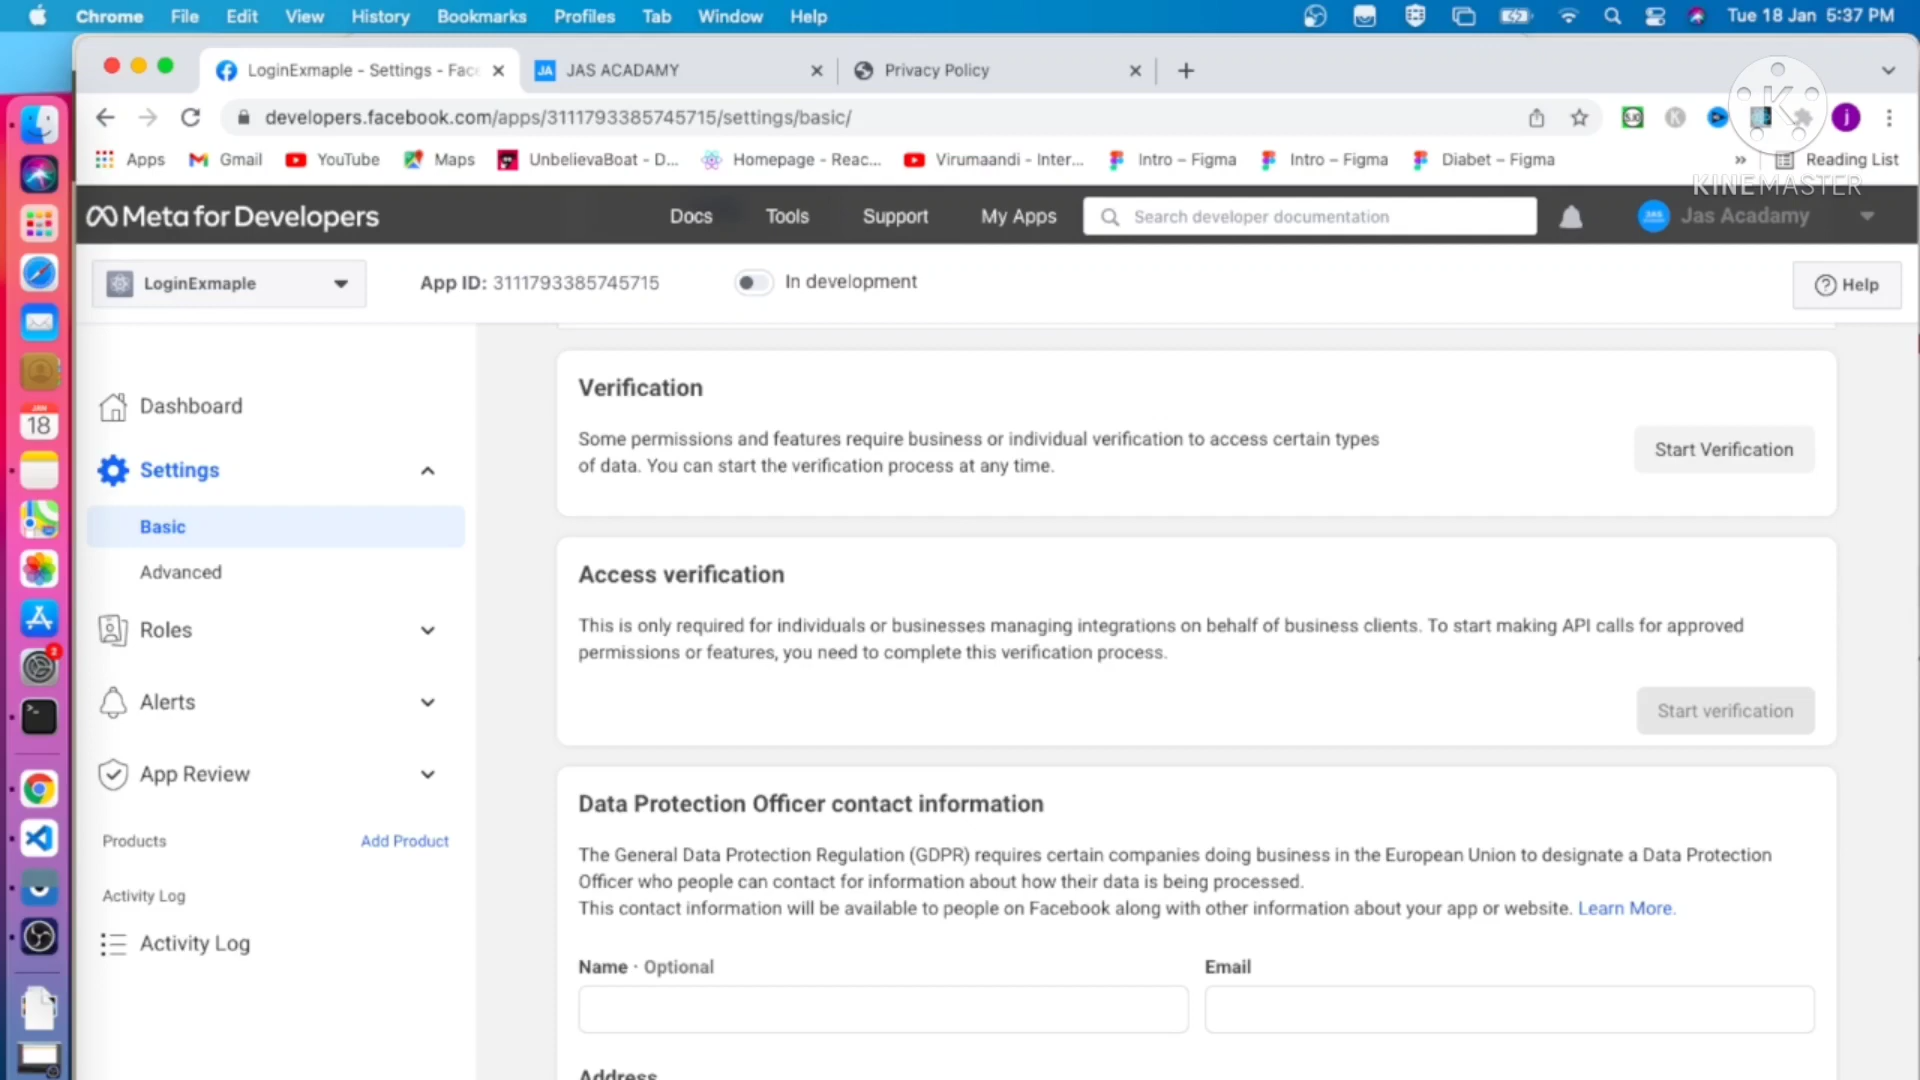 Chrome File Edit View History Bookmarks Profiles Tab Window Help Tue 18 Jan 5:37 PM
LoginExmaple - Settings - Face JA JAS ACADAMY Privacy Policy
developers.facebook.com/apps/3111793385745715/settings/basic/ j
Apps Gmail YouTube Maps UnbelievaBoat - D... Homepage - Reac... Virumaandi - Inter... Intro – Figma Intro – Figma Diabet – Figma » Reading List
K
KINEMASTER
Meta for Developers Docs Tools Support My Apps Search developer documentation Jas Acadamy
LoginExmaple App ID: 3111793385745715 In development Help
JAN
18
2
Dashboard
Settings
Basic
Advanced
Roles
Alerts
App Review
Products Add Product
Activity Log
Activity Log
Verification
Some permissions and features require business or individual verification to access certain types
of data. You can start the verification process at any time.
Start Verification
Access verification
This is only required for individuals or businesses managing integrations on behalf of business clients. To start making API calls for approved
permissions or features, you need to complete this verification process.
Start verification
Data Protection Officer contact information
The General Data Protection Regulation (GDPR) requires certain companies doing business in the European Union to designate a Data Protection
Officer who people can contact for information about how their data is being processed.
This contact information will be available to people on Facebook along with other information about your app or website. Learn More.
Name · Optional Email
Address